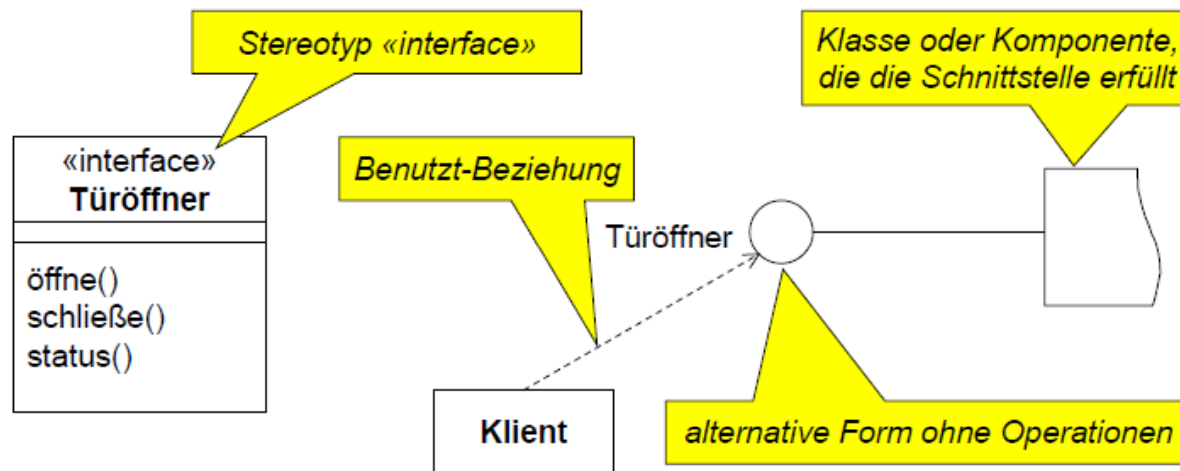 Stereotyp «interface»
Klasse oder Komponente,
die die Schnittstelle erfüllt
«interface»
Türöffner
öffne()
schließe()
status()
Benutzt-Beziehung
Türöffner
Klient
alternative Form ohne Operationen